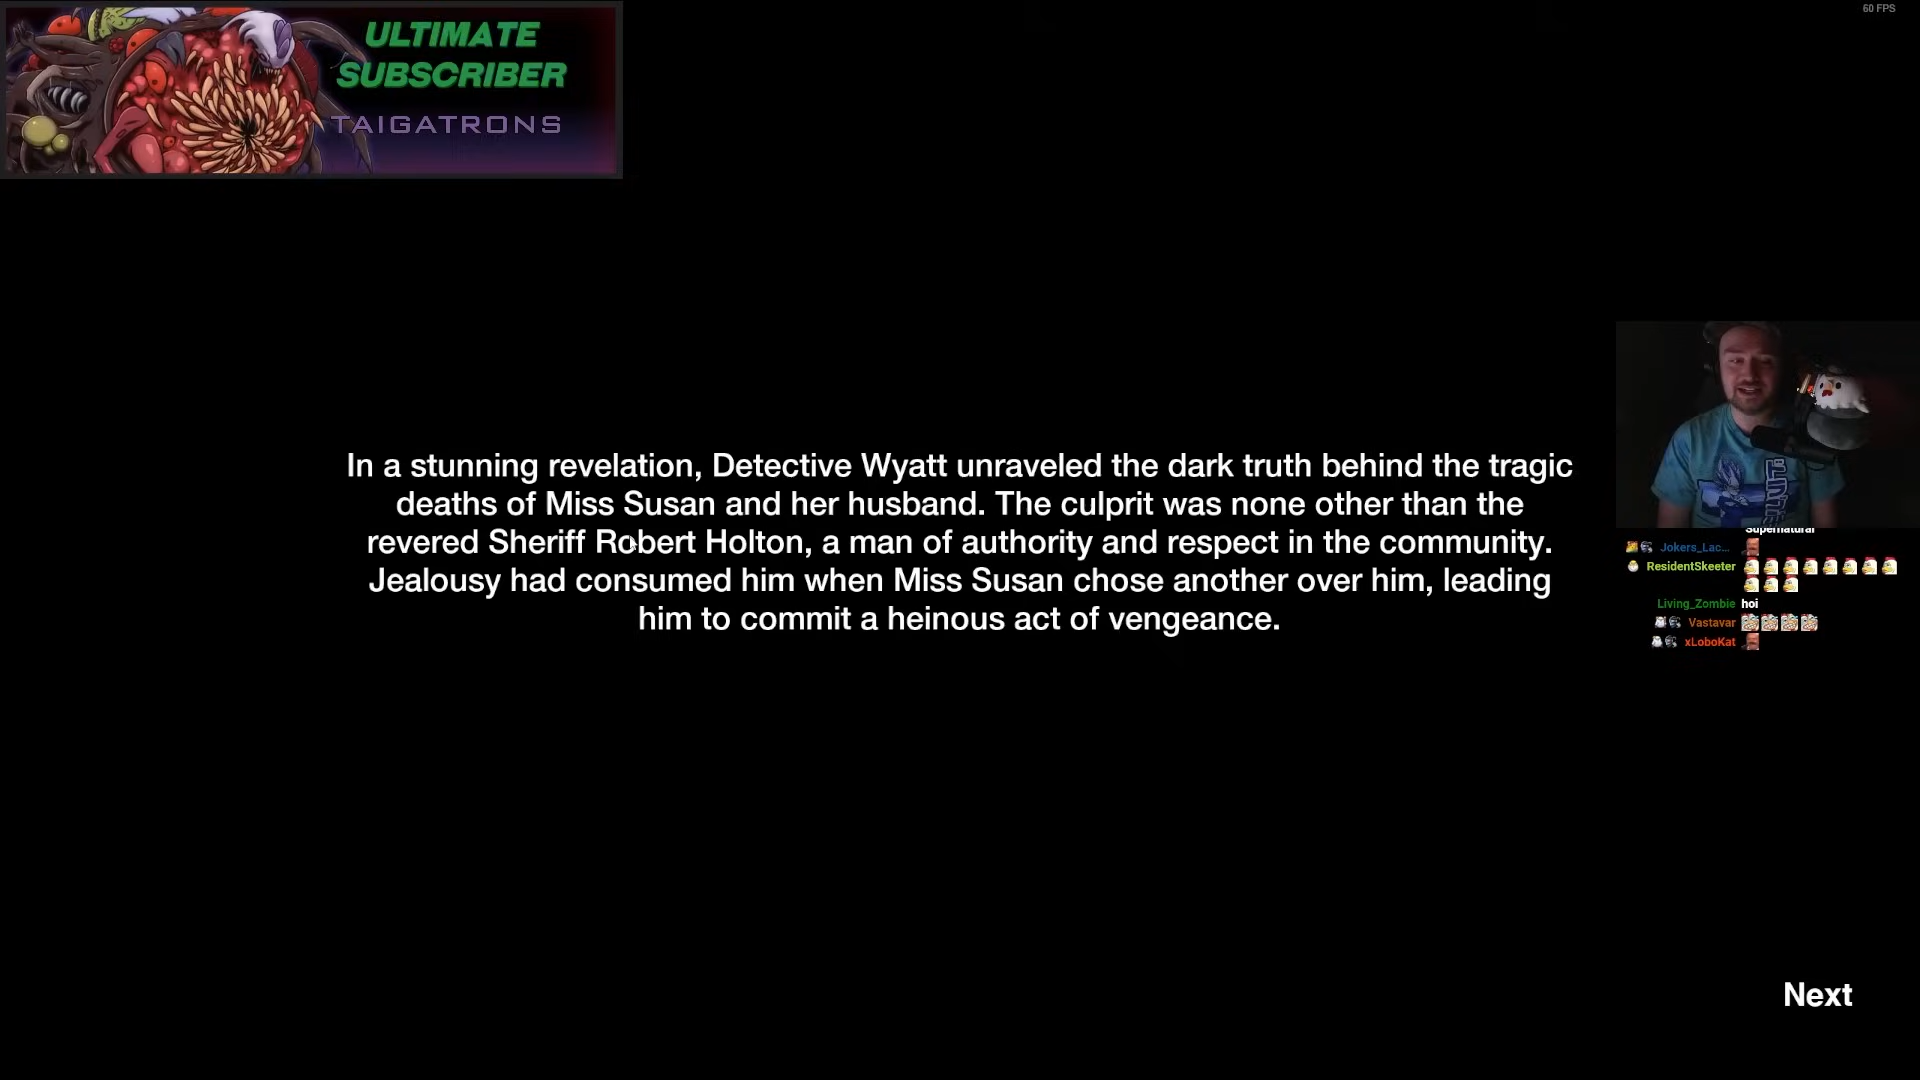 ULTIMATE
SUBSCRIBER
TAIGATRONS
60 FPS
In a stunning revelation, Detective Wyatt unraveled the dark truth behind the tragic
deaths of Miss Susan and her husband. The culprit was none other than the
revered Sheriff Robert Holton, a man of authority and respect in the community.
Jealousy had consumed him when Miss Susan chose another over him, leading
him to commit a heinous act of vengeance.
Supernatural
Jokers_Lac...
ResidentSkeeter
Living_Zombie hoi
Vastavar
xLoboKat
Next